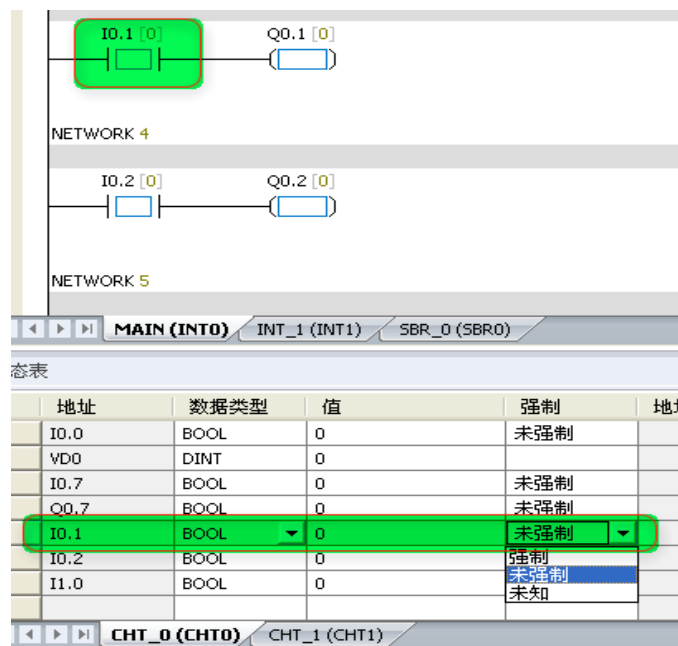 I0.1 [0] Q0.1 [0]
NETWORK 4
I0.2 [0] Q0.2 [0]
NETWORK 5
MAIN (INT0) INT_1 (INT1) SBR_0 (SBR0)
态表
地址 数据类型 值 强制 地
I0.0 BOOL 0 未强制
VD0 DINT 0
I0.7 BOOL 0 未强制
Q0.7 BOOL 0 未强制
I0.1 BOOL 0 未强制
I0.2 BOOL 0 强制
未强制
I1.0 BOOL 0 未知
CHT_0 (CHT0) CHT_1 (CHT1)